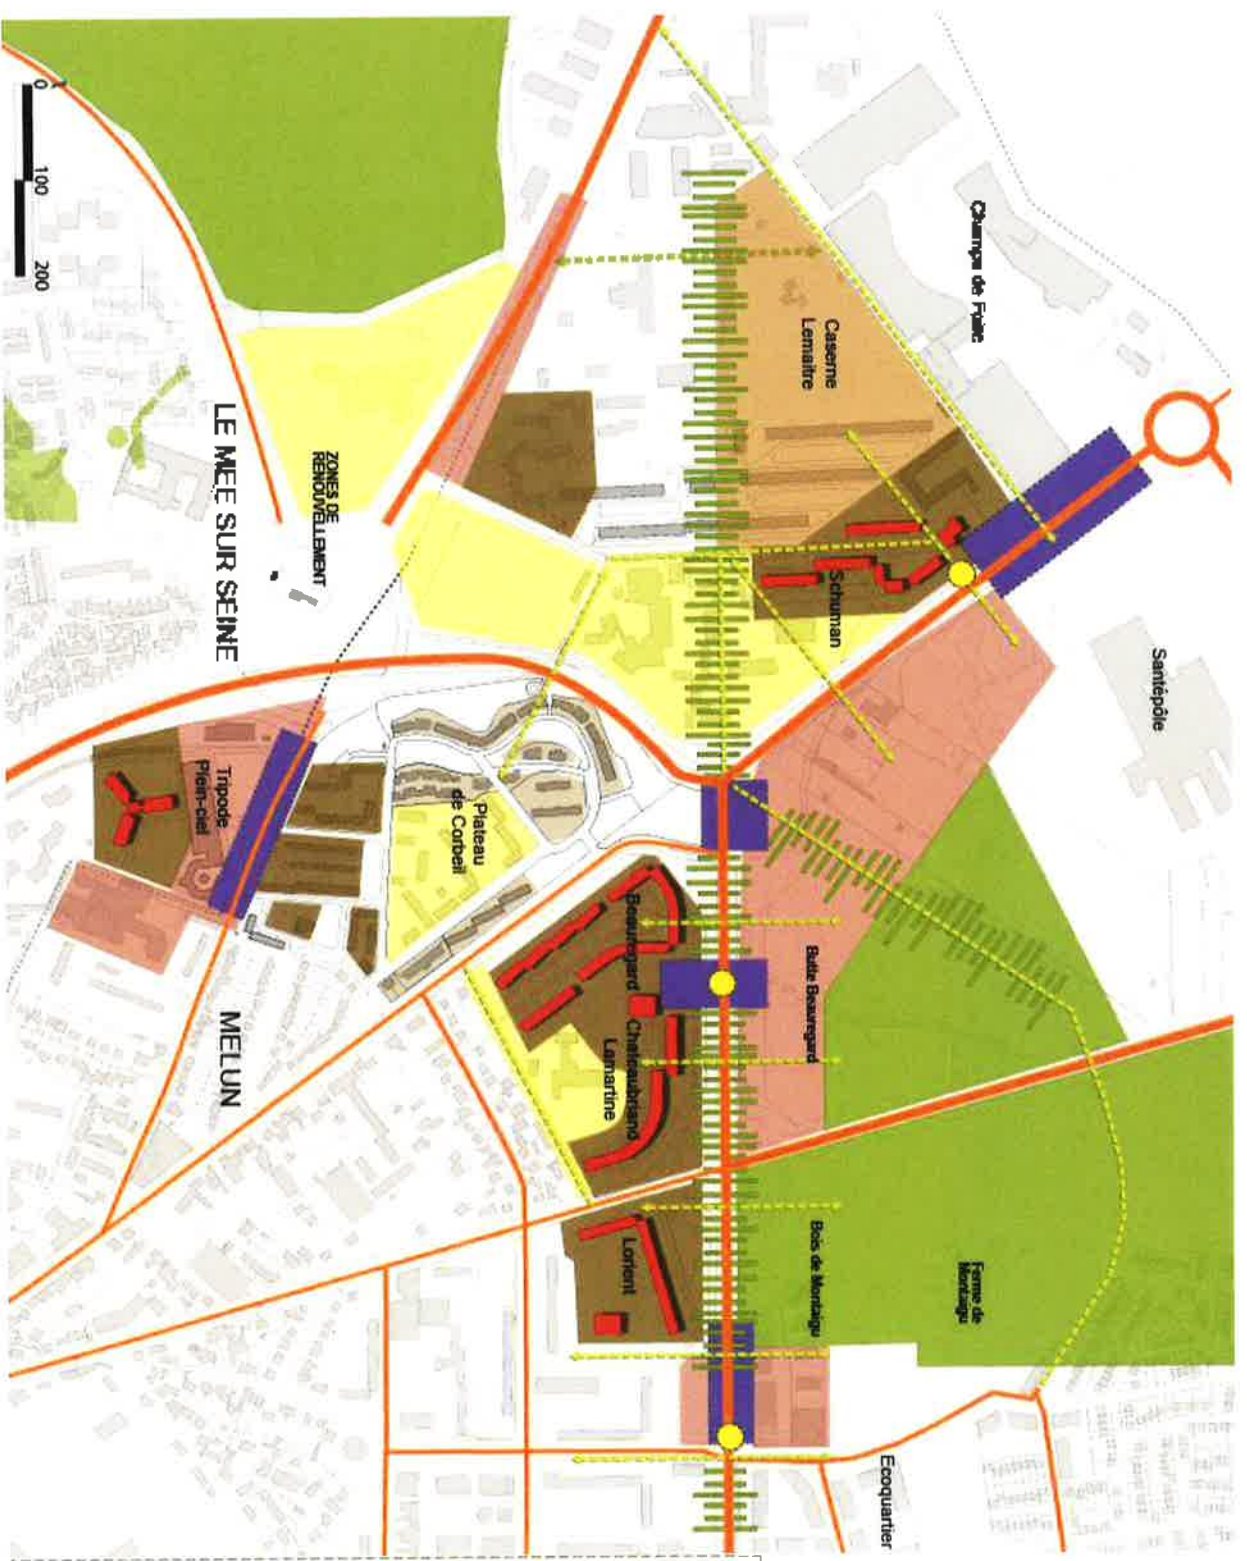 Champs de Foire
Santépôle
Caserne
Lemaitre
Schuman
Butte Beauregard
Bois de Montaigu
Ferme de
Montaigu
Ecoquartier
Beauregard
Chateaubriand
Lamartine
Lorient
Plateau
de Corbeil
ZONES DE
RENOUVELLEMENT
LE MEE SUR SEINE
Tripode
Plein-ciel
MELUN
0 100 200